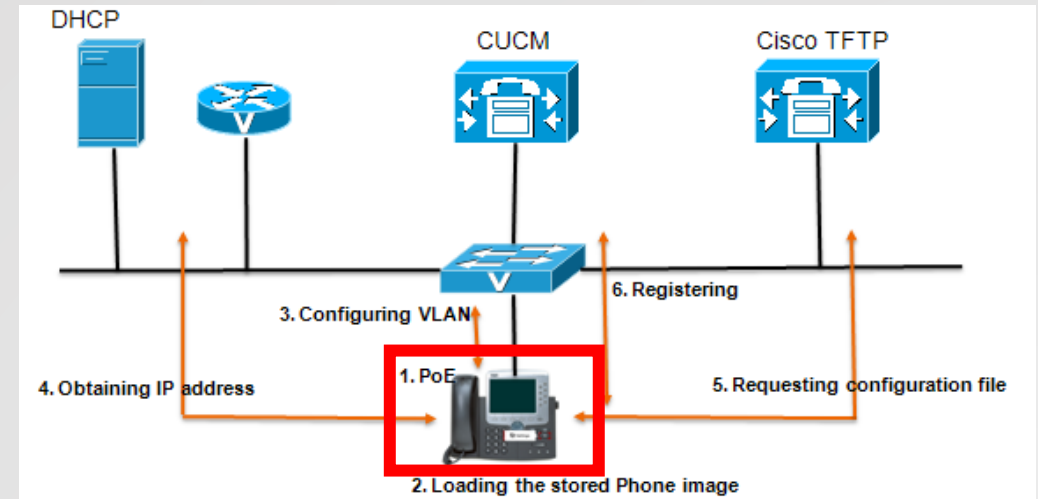 DHCP
CUCM
Cisco TFTP
V
V
6. Registering
3. Configuring VLAN
1. PoE
4. Obtaining IP address
5. Requesting configuration file
2. Loading the stored Phone image